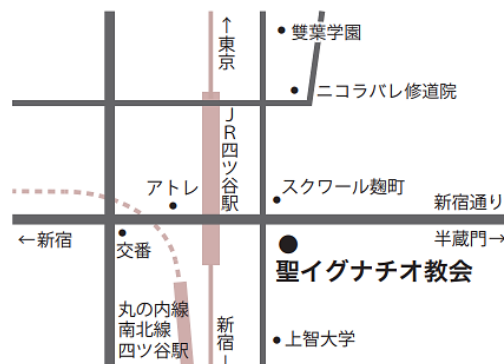 ↑東京
雙葉学園
ニコラバレ修道院
JR四ツ谷駅
アトレ
スクワール麹町
新宿通り
←新宿
交番
半蔵門→
聖イグナチオ教会
丸の内線
南北線
四ツ谷駅
新宿
上智大学